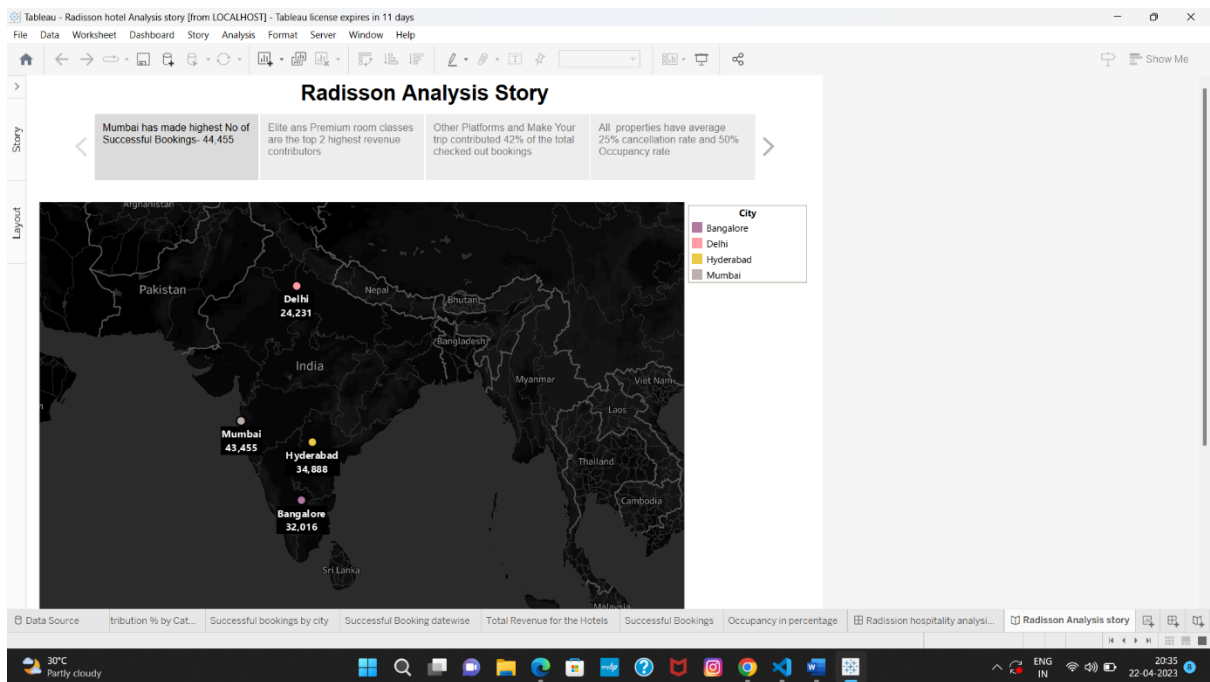 Tableau - Radisson hotel Analysis story [from LOCALHOST] - Tableau license expires in 11 days
File Data Worksheet Dashboard Story Analysis Format Server Window Help
Show Me
Story
Layout
Radisson Analysis Story
Mumbai has made highest No of
Successful Bookings- 44,455
Elite ans Premium room classes
are the top 2 highest revenue
contributors
Other Platforms and Make Your
trip contributed 42% of the total
checked out bookings
All properties have average
25% cancellation rate and 50%
Occupancy rate
Afghanistan
Pakistan
Delhi
24,231
Nepal
Bhutan
Bangladesh
India
Myanmar
Viet Nam
Laos
Mumbai
43,455
Hyderabad
34,888
Thailand
Cambodia
Bangalore
32,016
Sri Lanka
Malaysia
City
Bangalore
Delhi
Hyderabad
Mumbai
Data Source tribution % by Cat... Successful bookings by city Successful Booking datewise Total Revenue for the Hotels Successful Bookings Occupancy in percentage Radission hospitality analysi... Radisson Analysis story
30°C
Partly cloudy
ENG
IN
20:35
22-04-2023
8